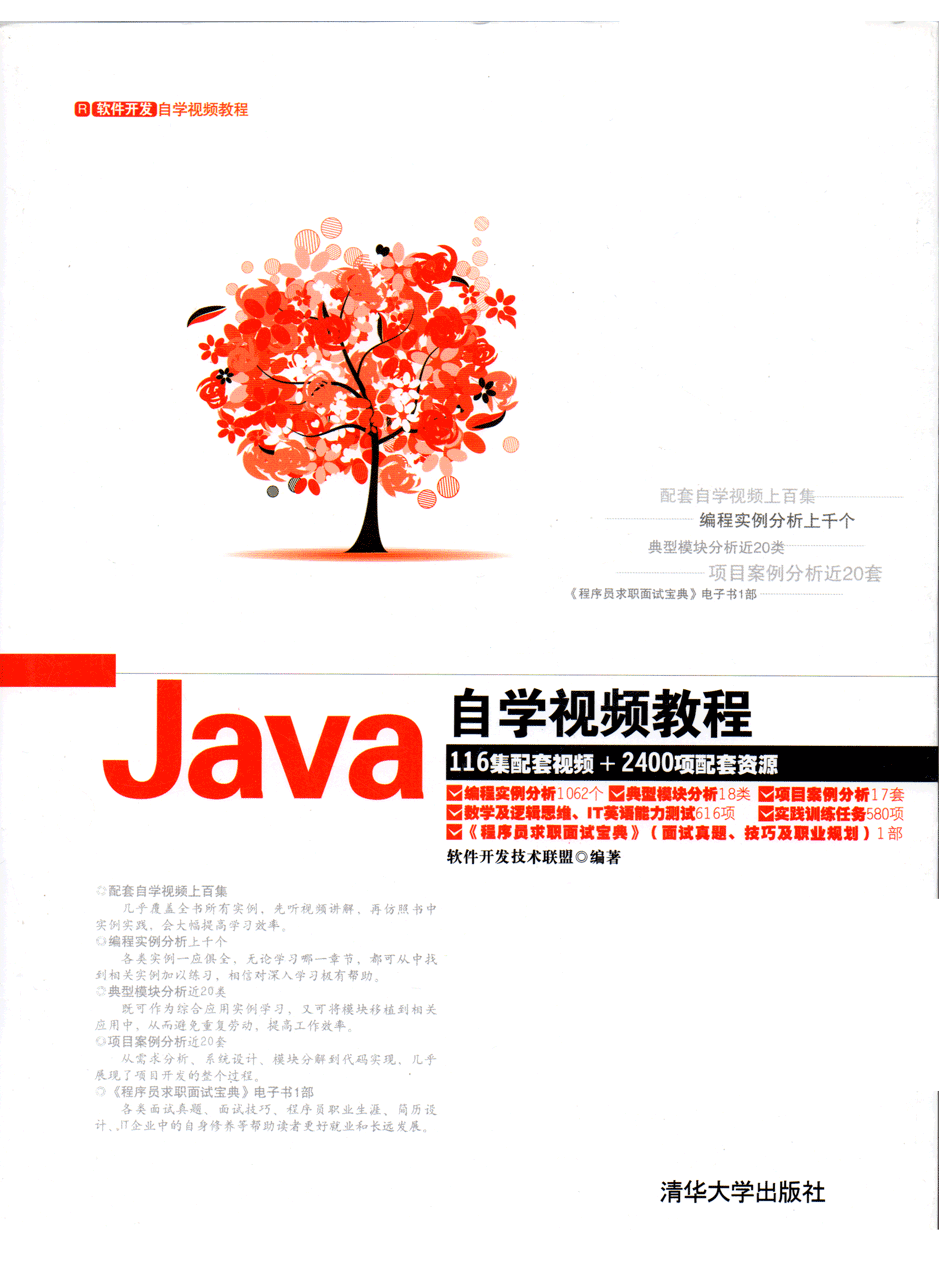 R 软件开发 自学视频教程
配套自学视频上百集
编程实例分析上千个
典型模块分析近20类
项目案例分析近20套
《程序员求职面试宝典》电子书1部
Java 自学视频教程
116集配套视频 + 2400项配套资源
编程实例分析1062个 典型模块分析18类 项目案例分析17套
数学及逻辑思维、IT英语能力测试616项 实践训练任务580项
《程序员求职面试宝典》（面试真题、技巧及职业规划）1部
软件开发技术联盟◎编著
◎配套自学视频上百集
几乎覆盖全书所有实例，先听视频讲解，再仿照书中
实例实践，会大幅提高学习效率。
◎编程实例分析上千个
各类实例一应俱全，无论学习哪一章节，都可从中找
到相关实例加以练习，相信对深入学习极有帮助。
◎典型模块分析近20类
既可作为综合应用实例学习，又可将模块移植到相关
应用中，从而避免重复劳动，提高工作效率。
◎项目案例分析近20套
从需求分析、系统设计、模块分解到代码实现，几乎
展现了项目开发的整个过程。
◎《程序员求职面试宝典》电子书1部
各类面试真题、面试技巧、程序员职业生涯、简历设
计、IT企业中的自身修养等帮助读者更好就业和长远发展。
清华大学出版社